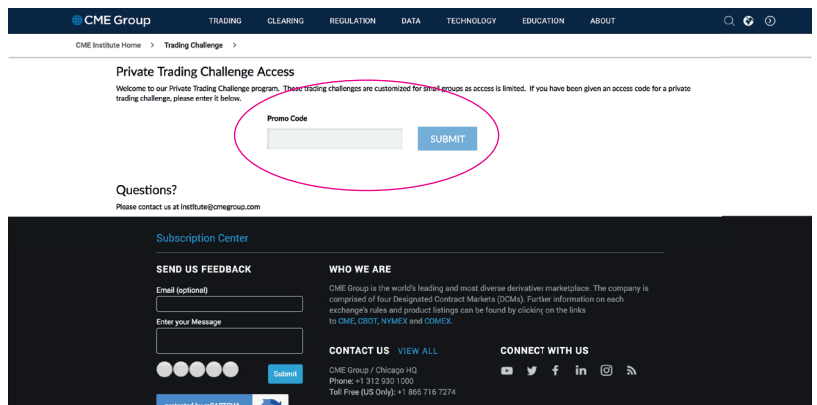 CME Group
TRADING CLEARING REGULATION DATA TECHNOLOGY EDUCATION ABOUT
CME Institute Home > Trading Challenge >
Private Trading Challenge Access
Welcome to our Private Trading Challenge program. These trading challenges are customized for small groups as access is limited. If you have been given an access code for a private
trading challenge, please enter it below.
Promo Code
SUBMIT
Questions?
Please contact us at institute@cmegroup.com
Subscription Center
SEND US FEEDBACK
Email (optional)
Enter your Message
Submit
protected by reCAPTCHA
WHO WE ARE
CME Group is the world's leading and most diverse derivatives marketplace. The company is
comprised of four Designated Contract Markets (DCMs). Further information on each
exchange's rules and product listings can be found by clicking on the links
to CME, CBOT, NYMEX and COMEX.
CONTACT US VIEW ALL
CME Group / Chicago HQ
Phone: +1 312 930 1000
Toll Free (US Only): +1 866 716 7274
CONNECT WITH US